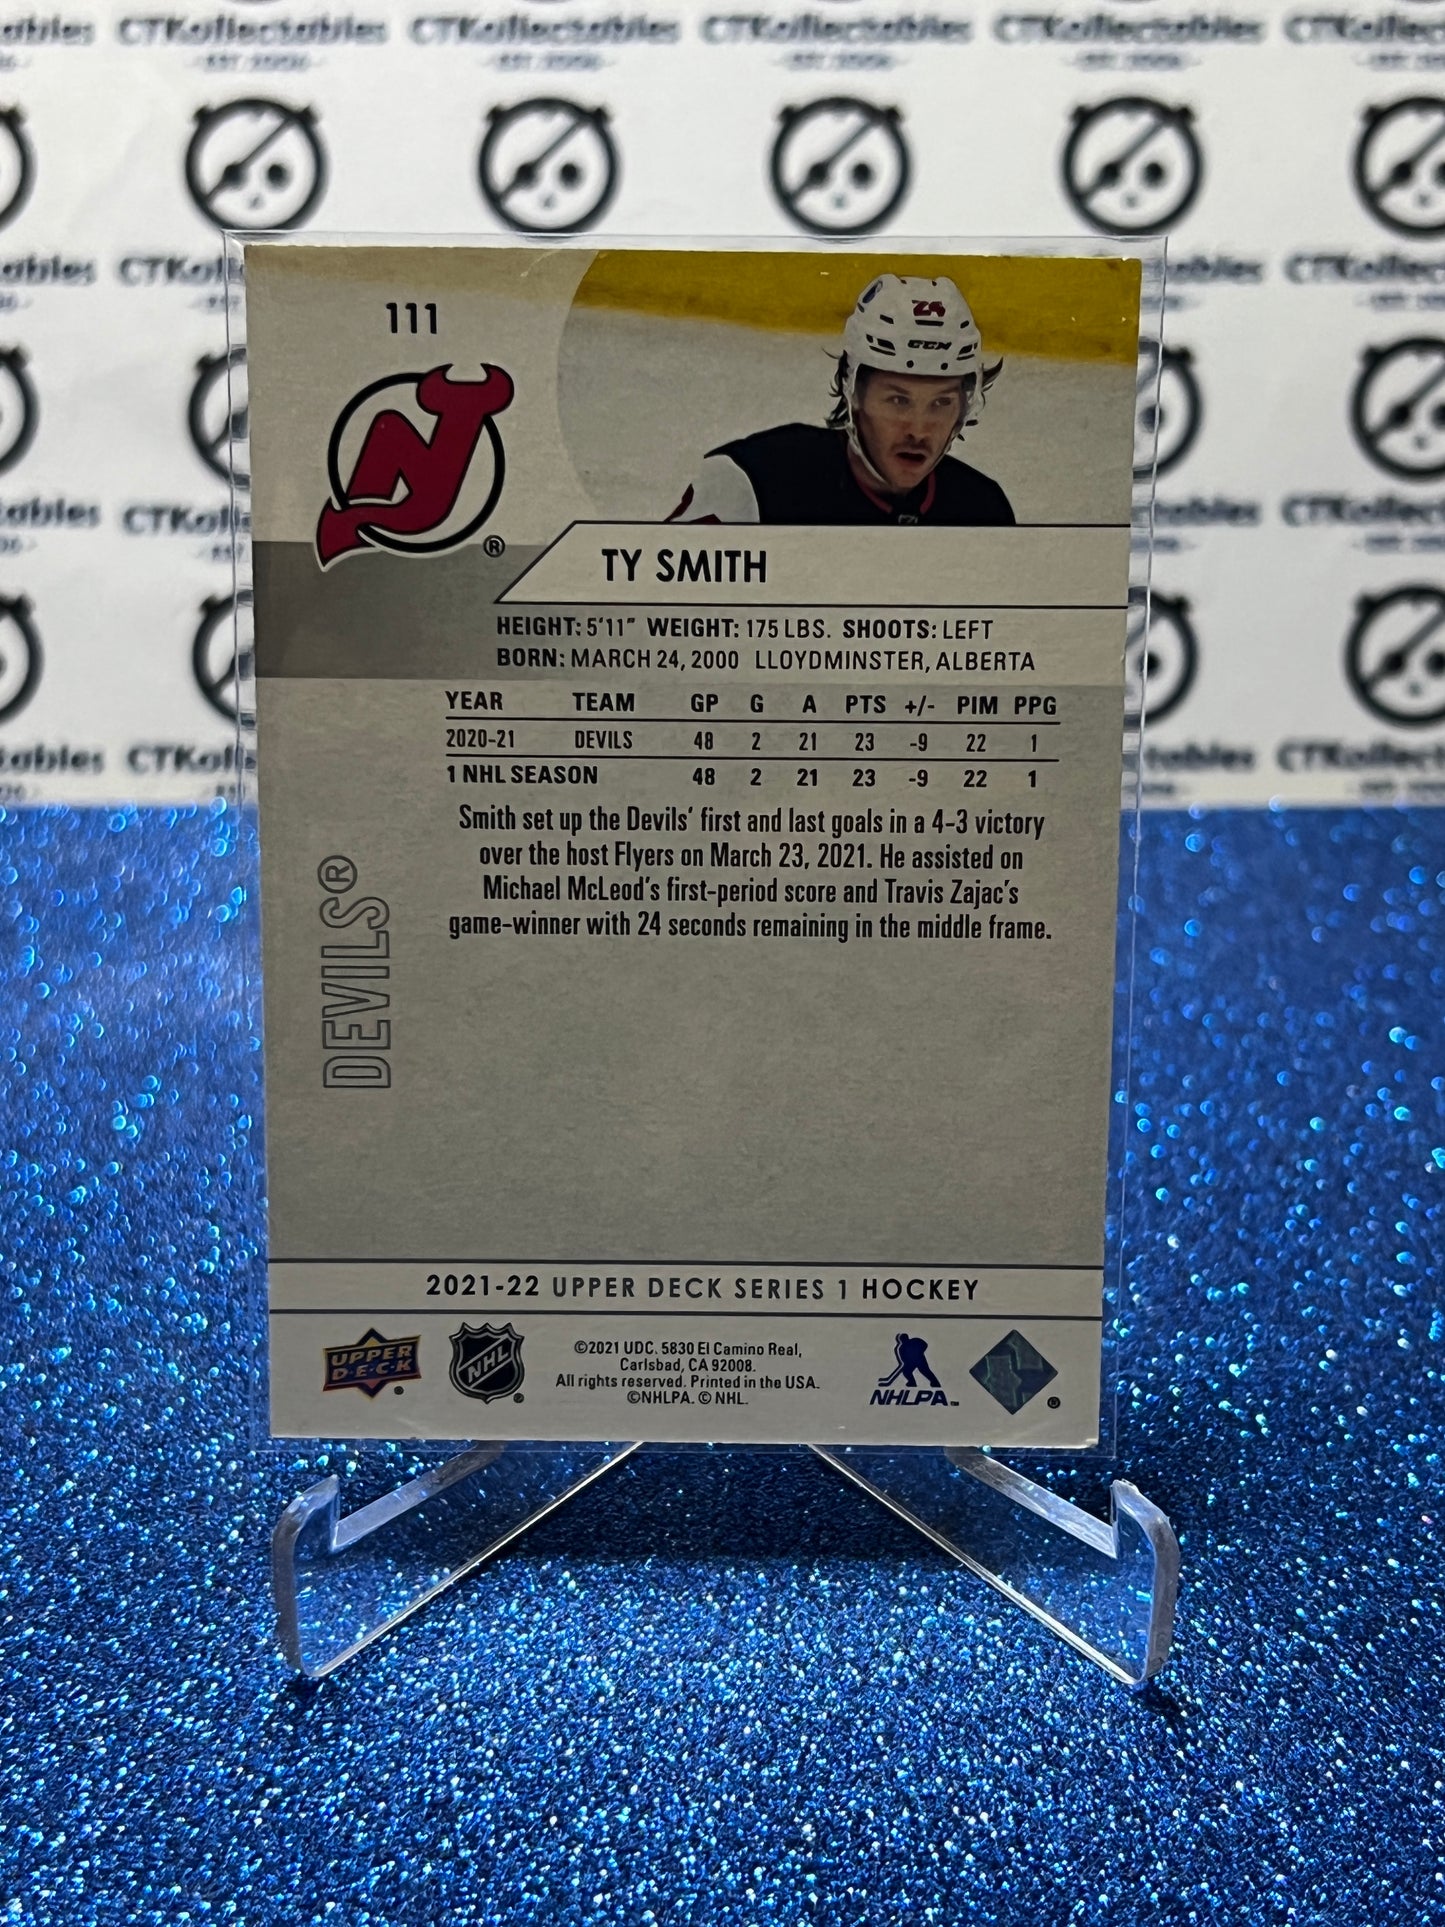 CTKollectables CTKollectables CTKollectables CTKollectables
111
24
CCM
®
TY SMITH
HEIGHT: 5'11" WEIGHT: 175 LBS. SHOOTS: LEFT
BORN: MARCH 24, 2000 LLOYDMINSTER, ALBERTA
YEAR TEAM GP G A PTS +/- PIM PPG
2020-21 DEVILS 48 2 21 23 -9 22 1
1 NHL SEASON 48 2 21 23 -9 22 1
Smith set up the Devils' first and last goals in a 4-3 victory
over the host Flyers on March 23, 2021. He assisted on
Michael McLeod's first-period score and Travis Zajac's
game-winner with 24 seconds remaining in the middle frame.
DEVILS®
2021-22 UPPER DECK SERIES 1 HOCKEY
UPPER
D·E·C·K
®
NHL
®
©2021 UDC. 5830 El Camino Real,
Carlsbad, CA 92008.
All rights reserved. Printed in the USA.
©NHLPA. © NHL.
NHLPA™
®